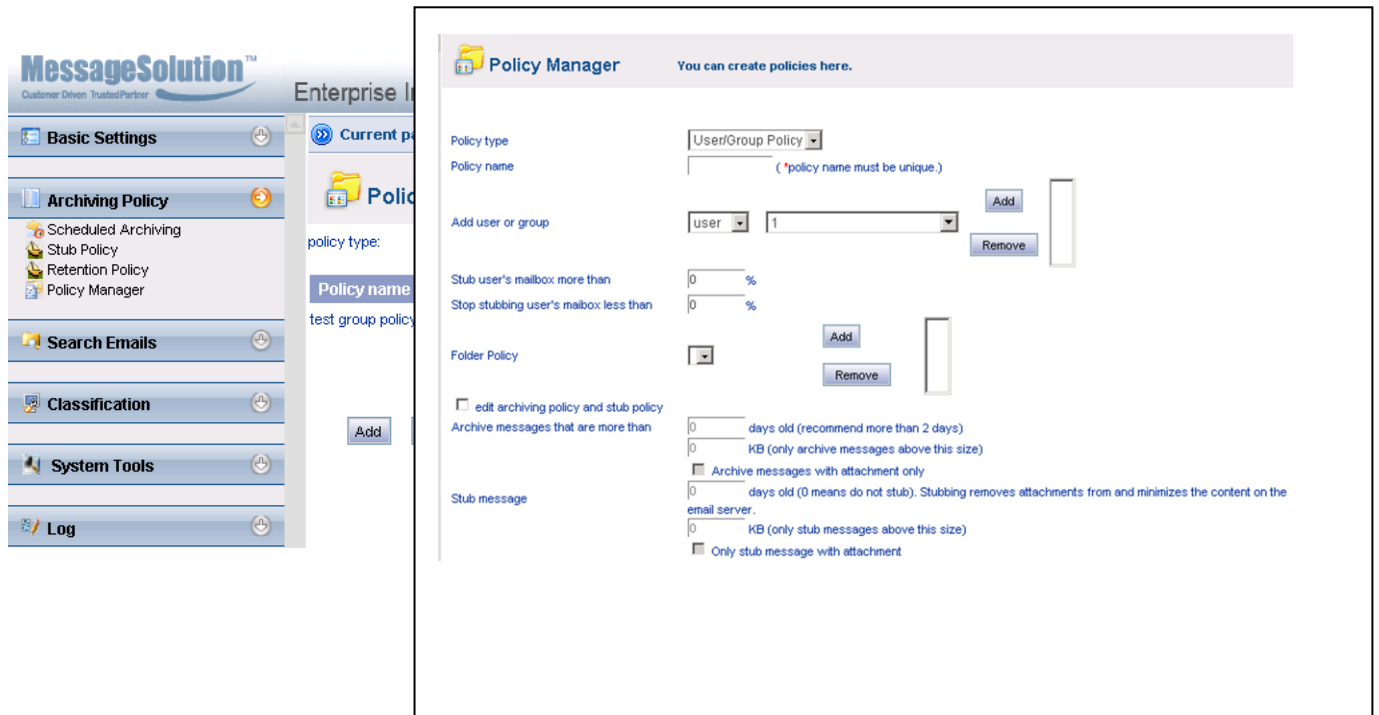 MessageSolution™
Customer Driven Trusted Partner
Enterprise I
Basic Settings
Archiving Policy
Scheduled Archiving
Stub Policy
Retention Policy
Policy Manager
Search Emails
Classification
System Tools
Log
Current p
Polic
policy type:
Policy name
test group policy
Add
Policy Manager You can create policies here.
Policy type User/Group Policy
Policy name ( *policy name must be unique.)
Add user or group user 1 Add
Remove
Stub user's mailbox more than 0 %
Stop stubbing user's maibox less than 0 %
Folder Policy Add
Remove
edit archiving policy and stub policy
Archive messages that are more than 0 days old (recommend more than 2 days)
0 KB (only archive messages above this size)
Archive messages with attachment only
Stub message 0 days old (0 means do not stub). Stubbing removes attachments from and minimizes the content on the
email server.
0 KB (only stub messages above this size)
Only stub message with attachment